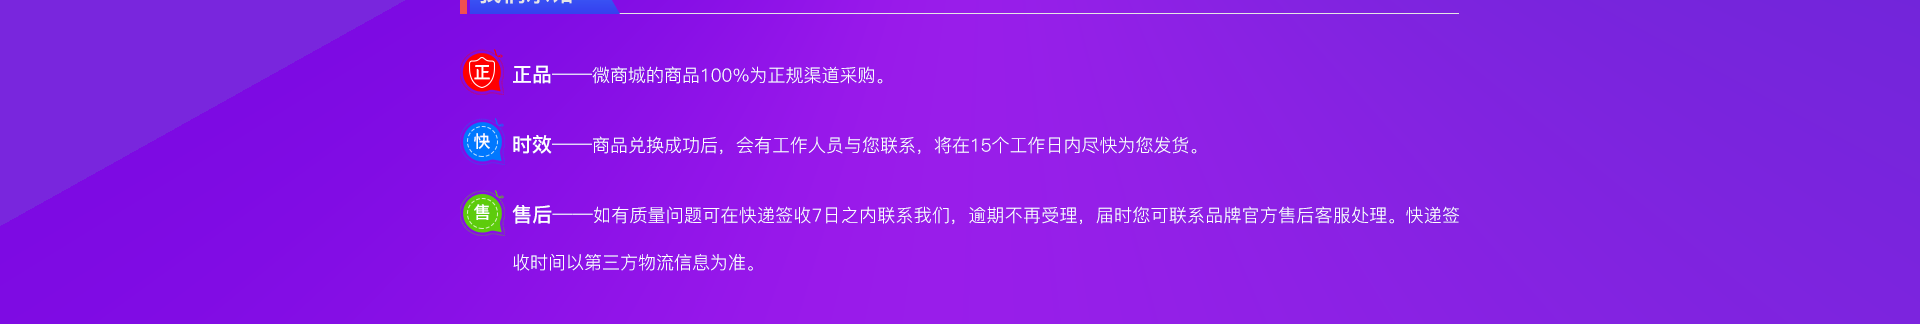 正 正品——微商城的商品100%为正规渠道采购。
快 时效——商品兑换成功后，会有工作人员与您联系，将在15个工作日内尽快为您发货。
售 售后——如有质量问题可在快递签收7日之内联系我们，逾期不再受理，届时您可联系品牌官方售后客服处理。快递签
收时间以第三方物流信息为准。